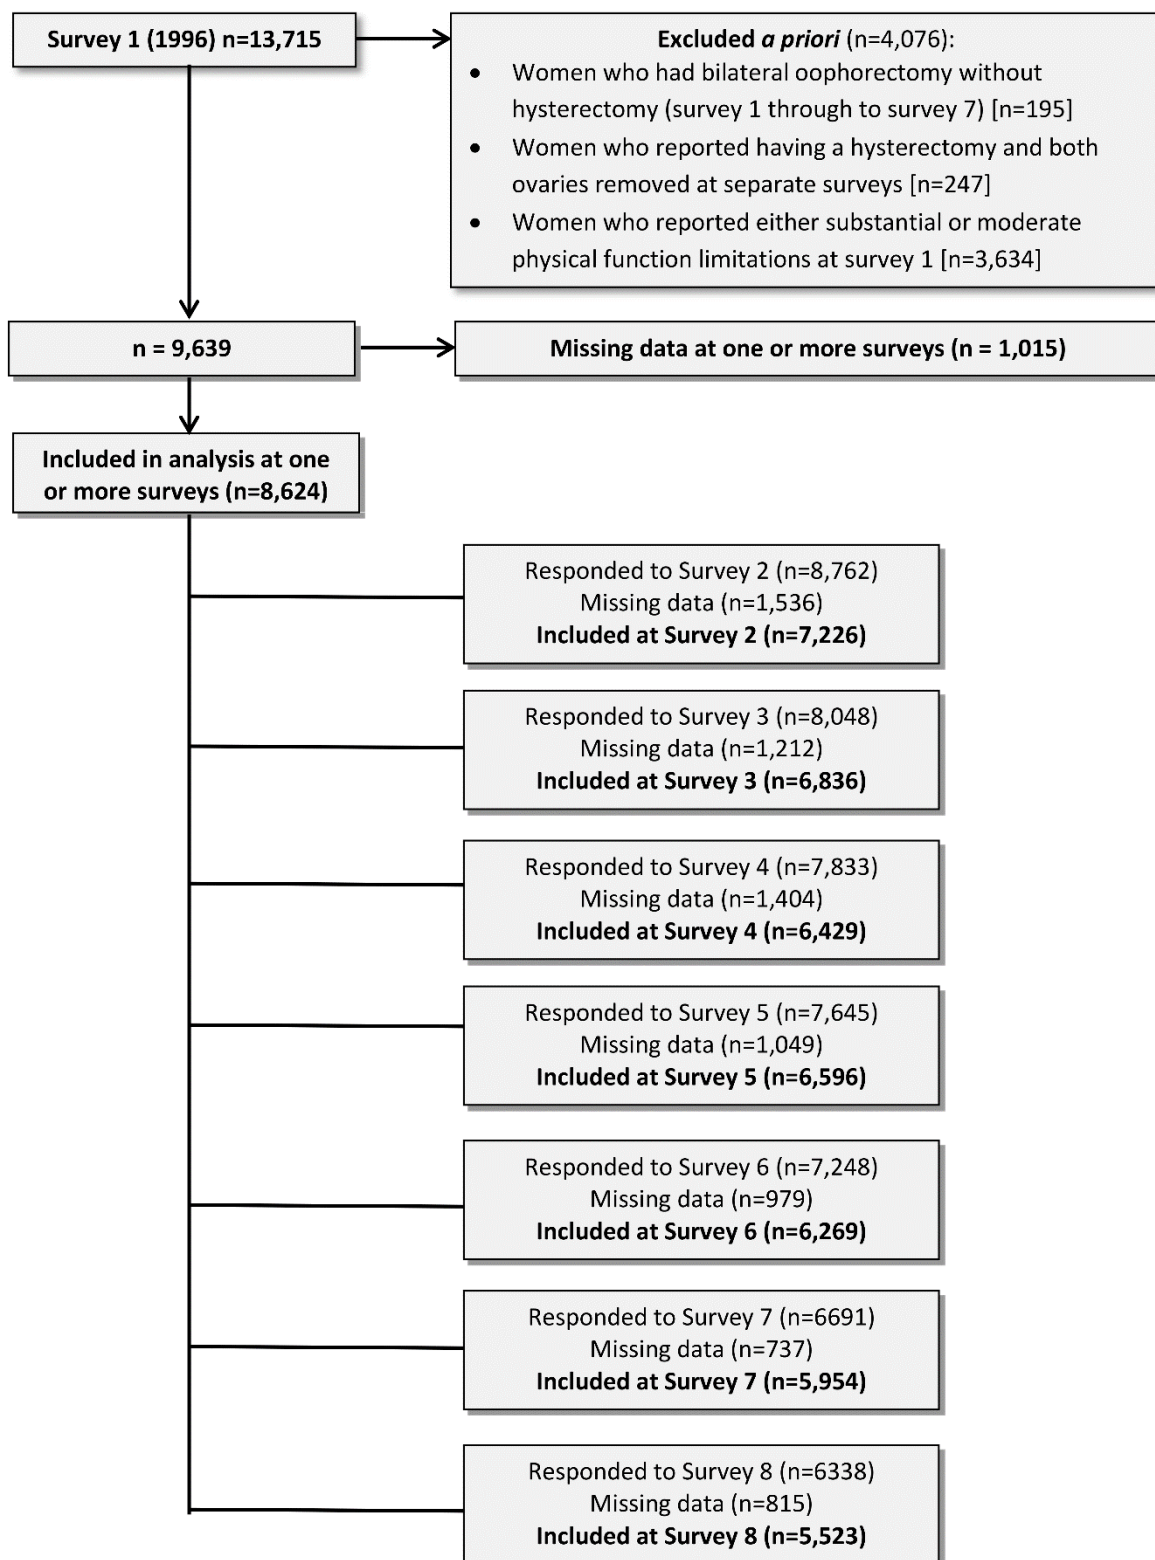 Survey 1 (1996) n=13,715
Excluded a priori (n=4,076):
• Women who had bilateral oophorectomy without
hysterectomy (survey 1 through to survey 7) [n=195]
• Women who reported having a hysterectomy and both
ovaries removed at separate surveys [n=247]
• Women who reported either substantial or moderate
physical function limitations at survey 1 [n=3,634]
n = 9,639
Missing data at one or more surveys (n = 1,015)
Included in analysis at one
or more surveys (n=8,624)
Responded to Survey 2 (n=8,762)
Missing data (n=1,536)
Included at Survey 2 (n=7,226)
Responded to Survey 3 (n=8,048)
Missing data (n=1,212)
Included at Survey 3 (n=6,836)
Responded to Survey 4 (n=7,833)
Missing data (n=1,404)
Included at Survey 4 (n=6,429)
Responded to Survey 5 (n=7,645)
Missing data (n=1,049)
Included at Survey 5 (n=6,596)
Responded to Survey 6 (n=7,248)
Missing data (n=979)
Included at Survey 6 (n=6,269)
Responded to Survey 7 (n=6691)
Missing data (n=737)
Included at Survey 7 (n=5,954)
Responded to Survey 8 (n=6338)
Missing data (n=815)
Included at Survey 8 (n=5,523)